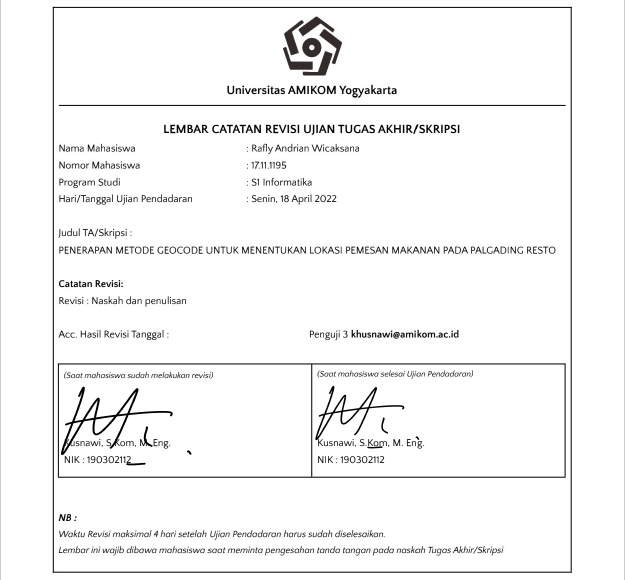 Universitas AMIKOM Yogyakarta
LEMBAR CATATAN REVISI UJIAN TUGAS AKHIR/SKRIPSI
Nama Mahasiswa : Rafly Andrian Wicaksana
Nomor Mahasiswa : 17.11.1195
Program Studi : S1 Informatika
Hari/Tanggal Ujian Pendadaran : Senin, 18 April 2022
Judul TA/Skripsi :
PENERAPAN METODE GEOCODE UNTUK MENENTUKAN LOKASI PEMESAN MAKANAN PADA PALGADING RESTO
Catatan Revisi:
Revisi : Naskah dan penulisan
Acc. Hasil Revisi Tanggal : Penguji 3 khusnawi@amikom.ac.id
(Saat mahasiswa sudah melakukan revisi)
Kusnawi, S.Kom, M. Eng.
NIK : 190302112
(Saat mahasiswa selesai Ujian Pendadaran)
Kusnawi, S.Kom, M. Eng.
NIK : 190302112
NB :
Waktu Revisi maksimal 4 hari setelah Ujian Pendadaran harus sudah diselesaikan.
Lembar ini wajib dibawa mahasiswa saat meminta pengesahan tanda tangan pada naskah Tugas Akhir/Skripsi